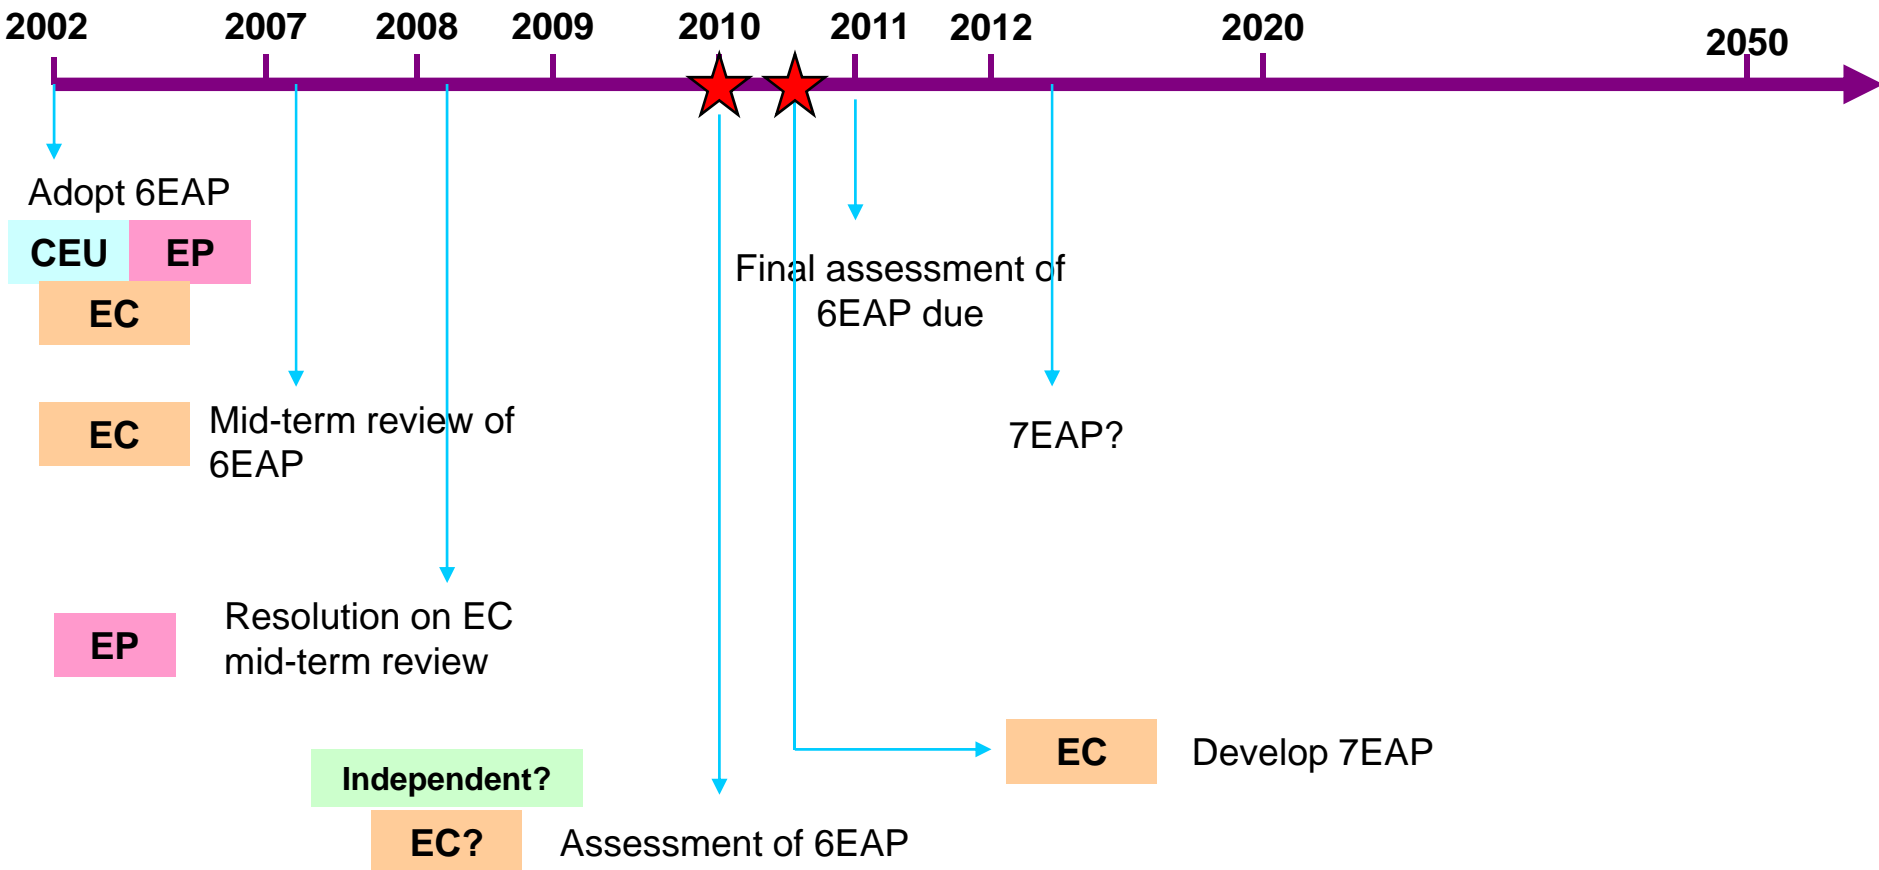 2002 2007 2008 2009 2010 2011 2012 2020 2050
Adopt 6EAP
CEU EP
EC
Final assessment of
6EAP due
EC
Mid-term review of
6EAP
7EAP?
EP
Resolution on EC
mid-term review
EC
Develop 7EAP
Independent?
EC?
Assessment of 6EAP